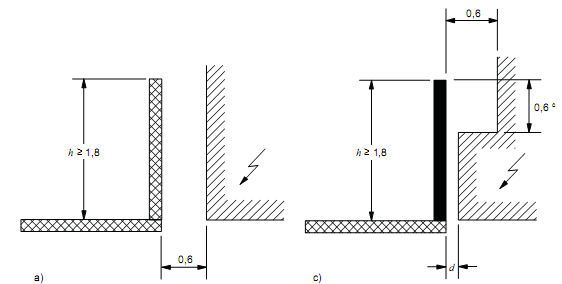 0,6
0,6 ᵃ
h ≥ 1,8
h ≥ 1,8
0,6
d
a)
c)